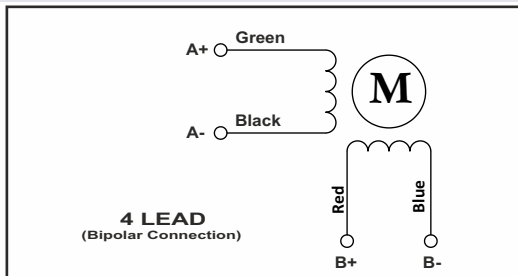 Green
A+
M
Black
A-
Red
Blue
4 LEAD
(Bipolar Connection)
B+ B-